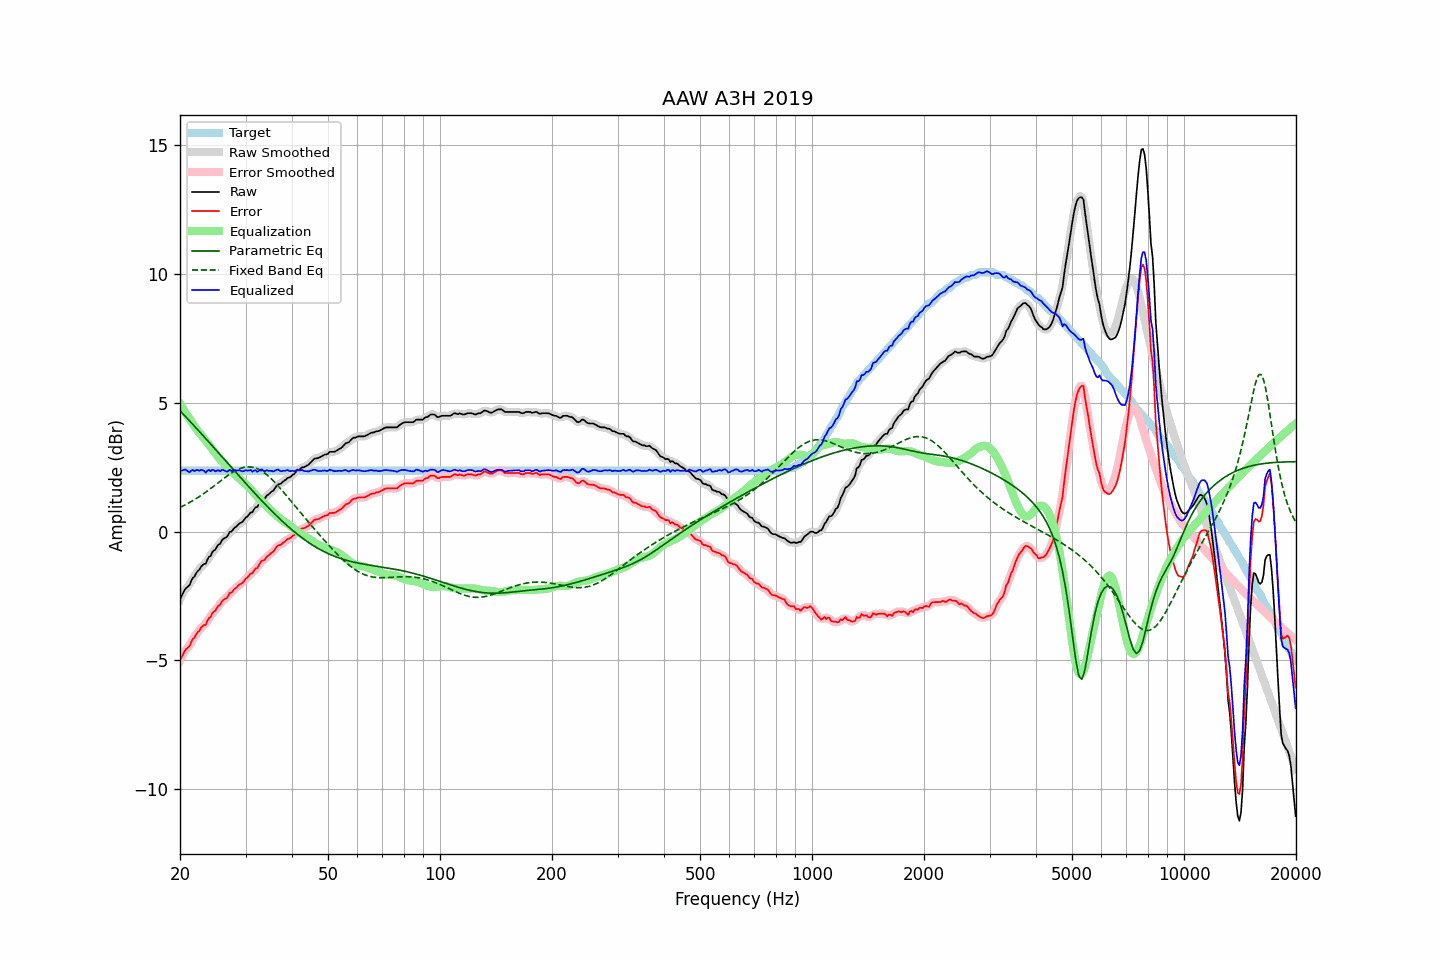 AAW A3H 2019
Target
Raw Smoothed
Error Smoothed
Raw
Error
Equalization
Parametric Eq
Fixed Band Eq
Equalized
Amplitude (dBr)
15
10
5
0
−5
−10
20 50 100 200 500 1000 2000 5000 10000 20000
Frequency (Hz)